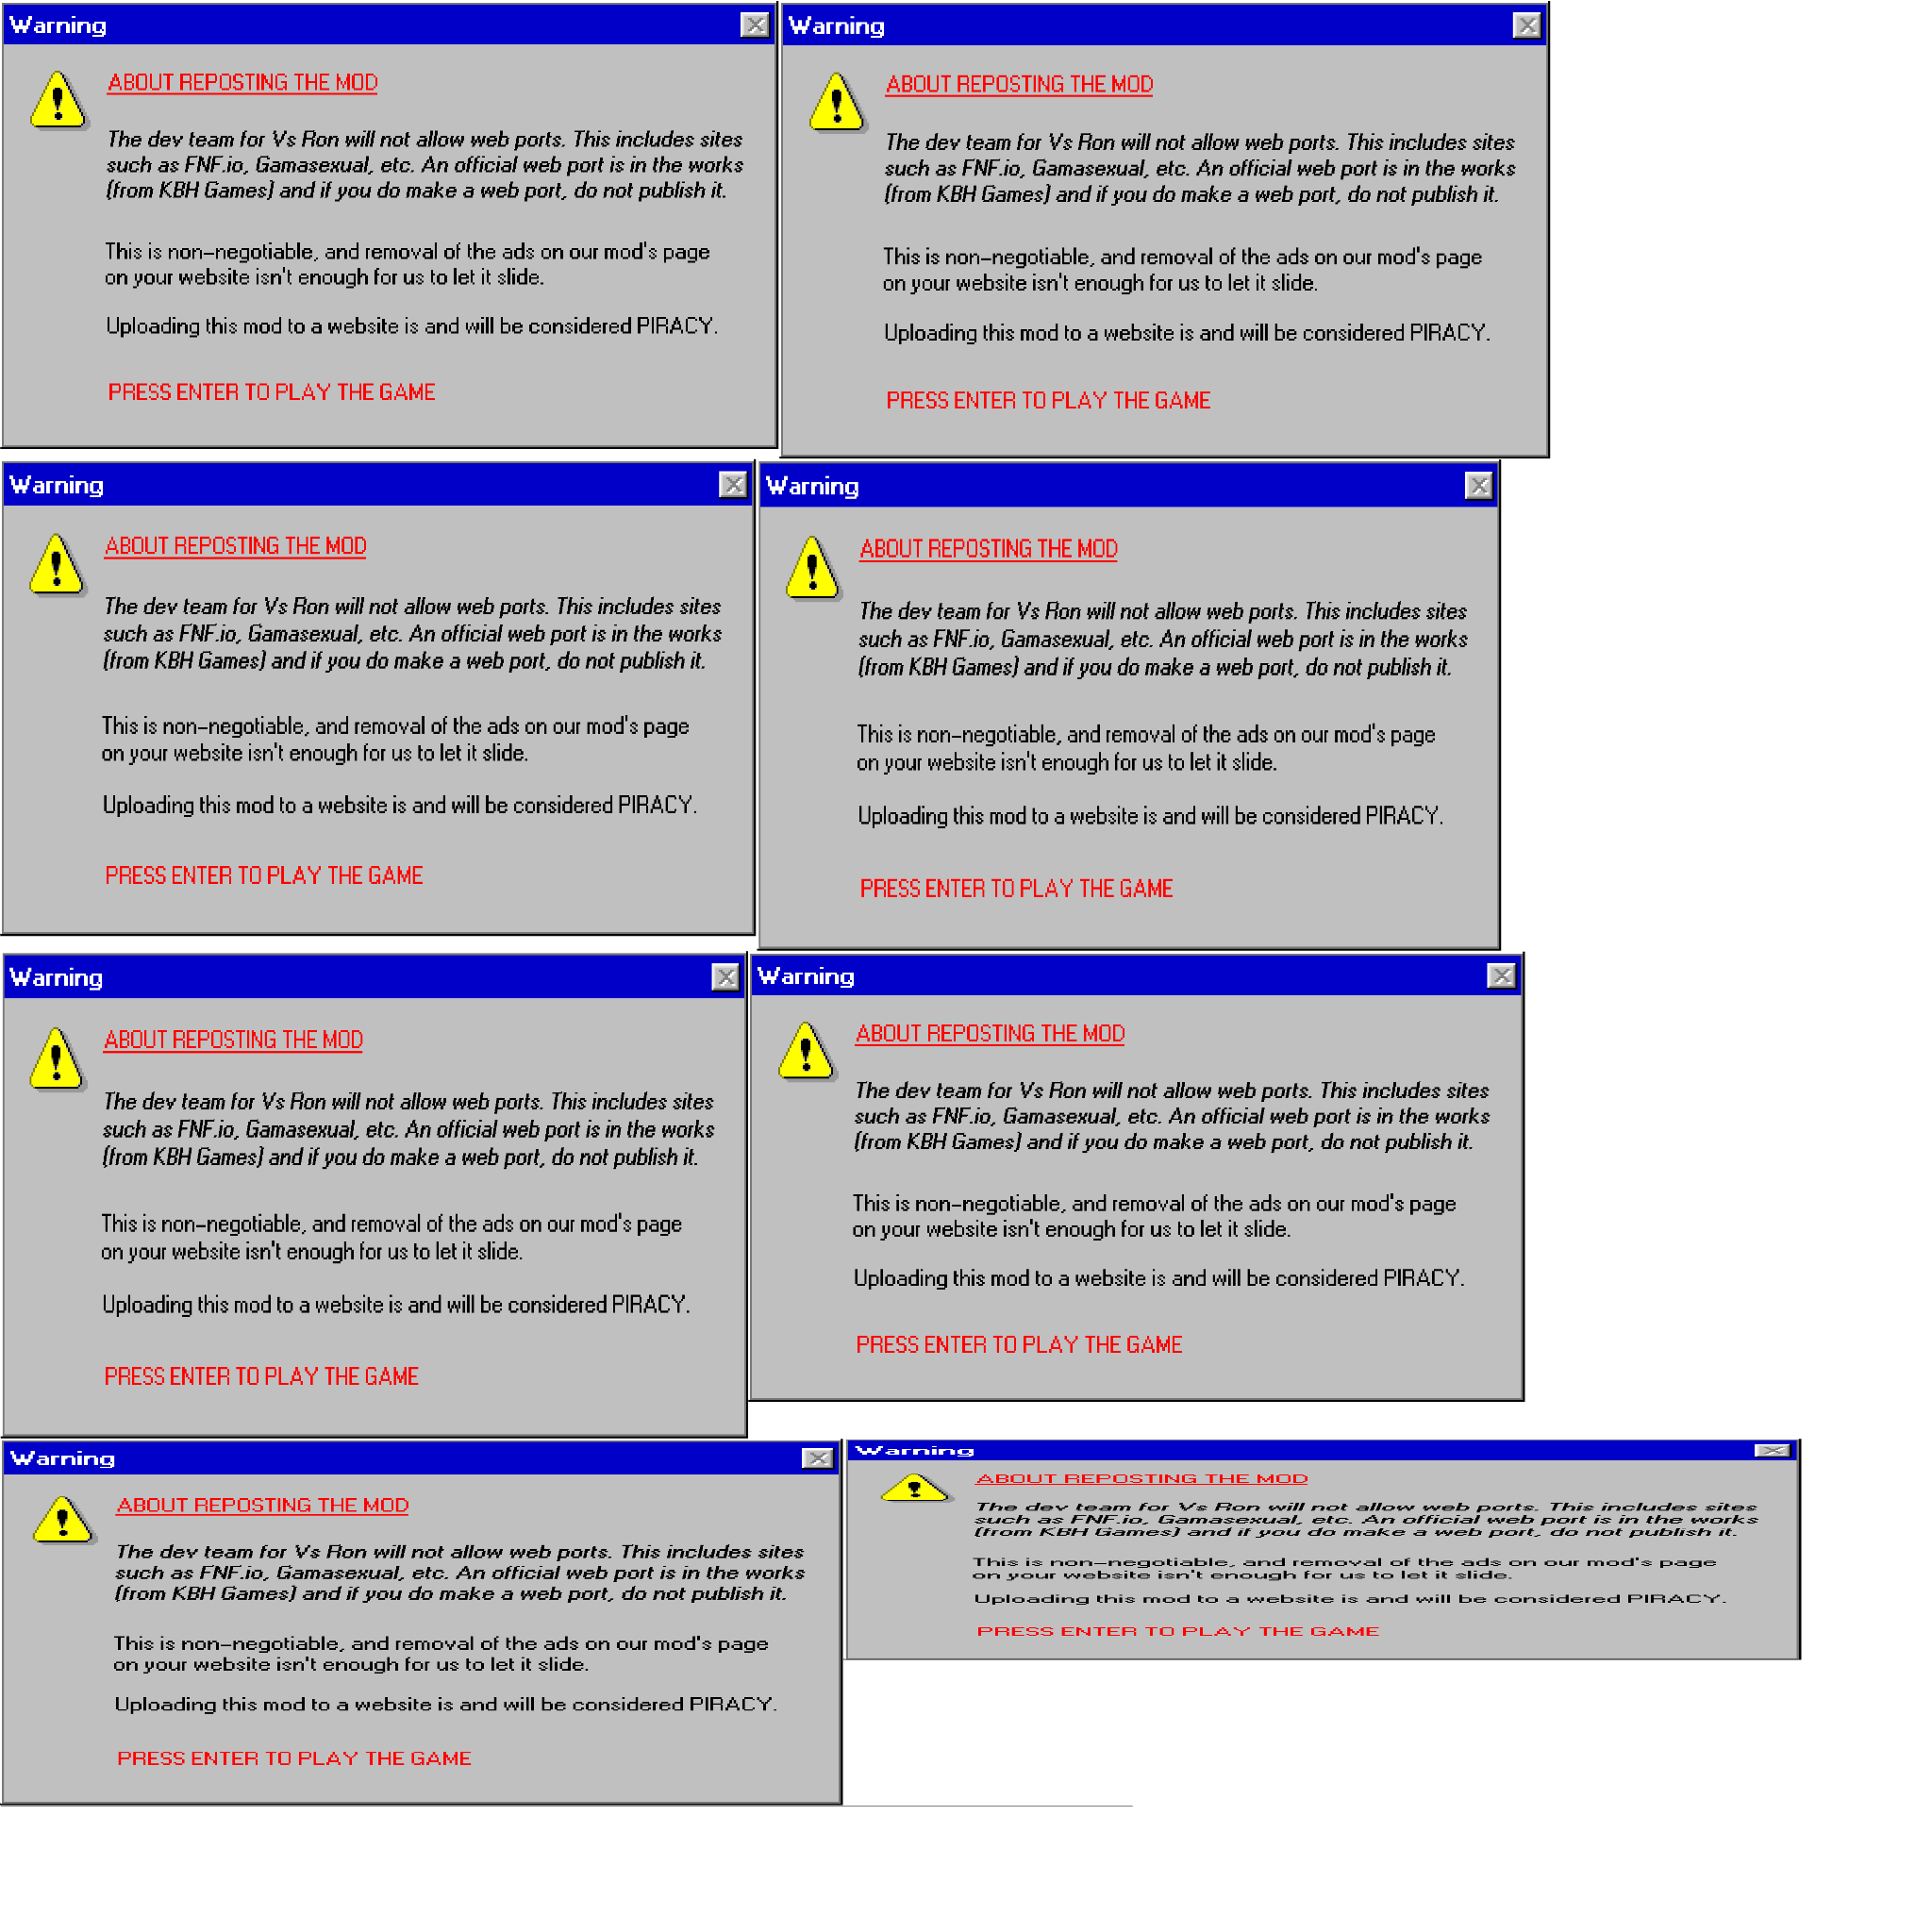 Warning
ABOUT REPOSTING THE MOD
The dev team for Vs Ron will not allow web ports. This includes sites
such as FNF.io, Gamasexual, etc. An official web port is in the works
(from KBH Games) and if you do make a web port, do not publish it.
This is non-negotiable, and removal of the ads on our mod's page
on your website isn't enough for us to let it slide.
Uploading this mod to a website is and will be considered PIRACY.
PRESS ENTER TO PLAY THE GAME
Warning
ABOUT REPOSTING THE MOD
The dev team for Vs Ron will not allow web ports. This includes sites
such as FNF.io, Gamasexual, etc. An official web port is in the works
(from KBH Games) and if you do make a web port, do not publish it.
This is non-negotiable, and removal of the ads on our mod's page
on your website isn't enough for us to let it slide.
Uploading this mod to a website is and will be considered PIRACY.
PRESS ENTER TO PLAY THE GAME
Warning
ABOUT REPOSTING THE MOD
The dev team for Vs Ron will not allow web ports. This includes sites
such as FNF.io, Gamasexual, etc. An official web port is in the works
(from KBH Games) and if you do make a web port, do not publish it.
This is non-negotiable, and removal of the ads on our mod's page
on your website isn't enough for us to let it slide.
Uploading this mod to a website is and will be considered PIRACY.
PRESS ENTER TO PLAY THE GAME
Warning
ABOUT REPOSTING THE MOD
The dev team for Vs Ron will not allow web ports. This includes sites
such as FNF.io, Gamasexual, etc. An official web port is in the works
(from KBH Games) and if you do make a web port, do not publish it.
This is non-negotiable, and removal of the ads on our mod's page
on your website isn't enough for us to let it slide.
Uploading this mod to a website is and will be considered PIRACY.
PRESS ENTER TO PLAY THE GAME
Warning
ABOUT REPOSTING THE MOD
The dev team for Vs Ron will not allow web ports. This includes sites
such as FNF.io, Gamasexual, etc. An official web port is in the works
(from KBH Games) and if you do make a web port, do not publish it.
This is non-negotiable, and removal of the ads on our mod's page
on your website isn't enough for us to let it slide.
Uploading this mod to a website is and will be considered PIRACY.
PRESS ENTER TO PLAY THE GAME
Warning
ABOUT REPOSTING THE MOD
The dev team for Vs Ron will not allow web ports. This includes sites
such as FNF.io, Gamasexual, etc. An official web port is in the works
(from KBH Games) and if you do make a web port, do not publish it.
This is non-negotiable, and removal of the ads on our mod's page
on your website isn't enough for us to let it slide.
Uploading this mod to a website is and will be considered PIRACY.
PRESS ENTER TO PLAY THE GAME
Warning
ABOUT REPOSTING THE MOD
The dev team for Vs Ron will not allow web ports. This includes sites
such as FNF.io, Gamasexual, etc. An official web port is in the works
(from KBH Games) and if you do make a web port, do not publish it.
This is non-negotiable, and removal of the ads on our mod's page
on your website isn't enough for us to let it slide.
Uploading this mod to a website is and will be considered PIRACY.
PRESS ENTER TO PLAY THE GAME
Warning
ABOUT REPOSTING THE MOD
The dev team for Vs Ron will not allow web ports. This includes sites
such as FNF.io, Gamasexual, etc. An official web port is in the works
(from KBH Games) and if you do make a web port, do not publish it.
This is non-negotiable, and removal of the ads on our mod's page
on your website isn't enough for us to let it slide.
Uploading this mod to a website is and will be considered PIRACY.
PRESS ENTER TO PLAY THE GAME